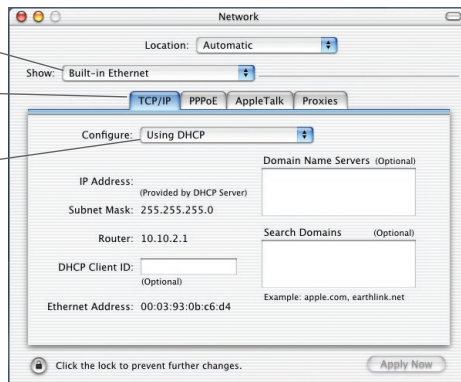 Network
Location: Automatic
Show: Built-in Ethernet
TCP/IP PPPoE AppleTalk Proxies
Configure: Using DHCP
Domain Name Servers (Optional)
IP Address:
(Provided by DHCP Server)
Subnet Mask: 255.255.255.0
Router: 10.10.2.1
Search Domains (Optional)
DHCP Client ID:
(Optional)
Example: apple.com, earthlink.net
Ethernet Address: 00:03:93:0b:c6:d4
Click the lock to prevent further changes.
Apply Now